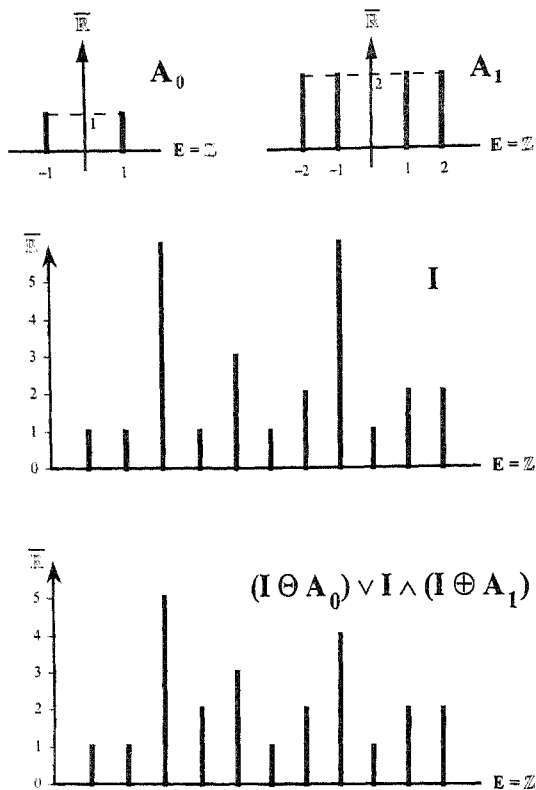 ℝ̅ ℝ̅
A₀ A₁
1 2
E = ℤ E = ℤ
-1 1 -2 -1 1 2
ℝ̅
I
5
4
3
2
1
0
E = ℤ
ℝ̅
(I Θ A₀) ∨ I ∧ (I ⊕ A₁)
5
4
3
2
1
0
E = ℤ